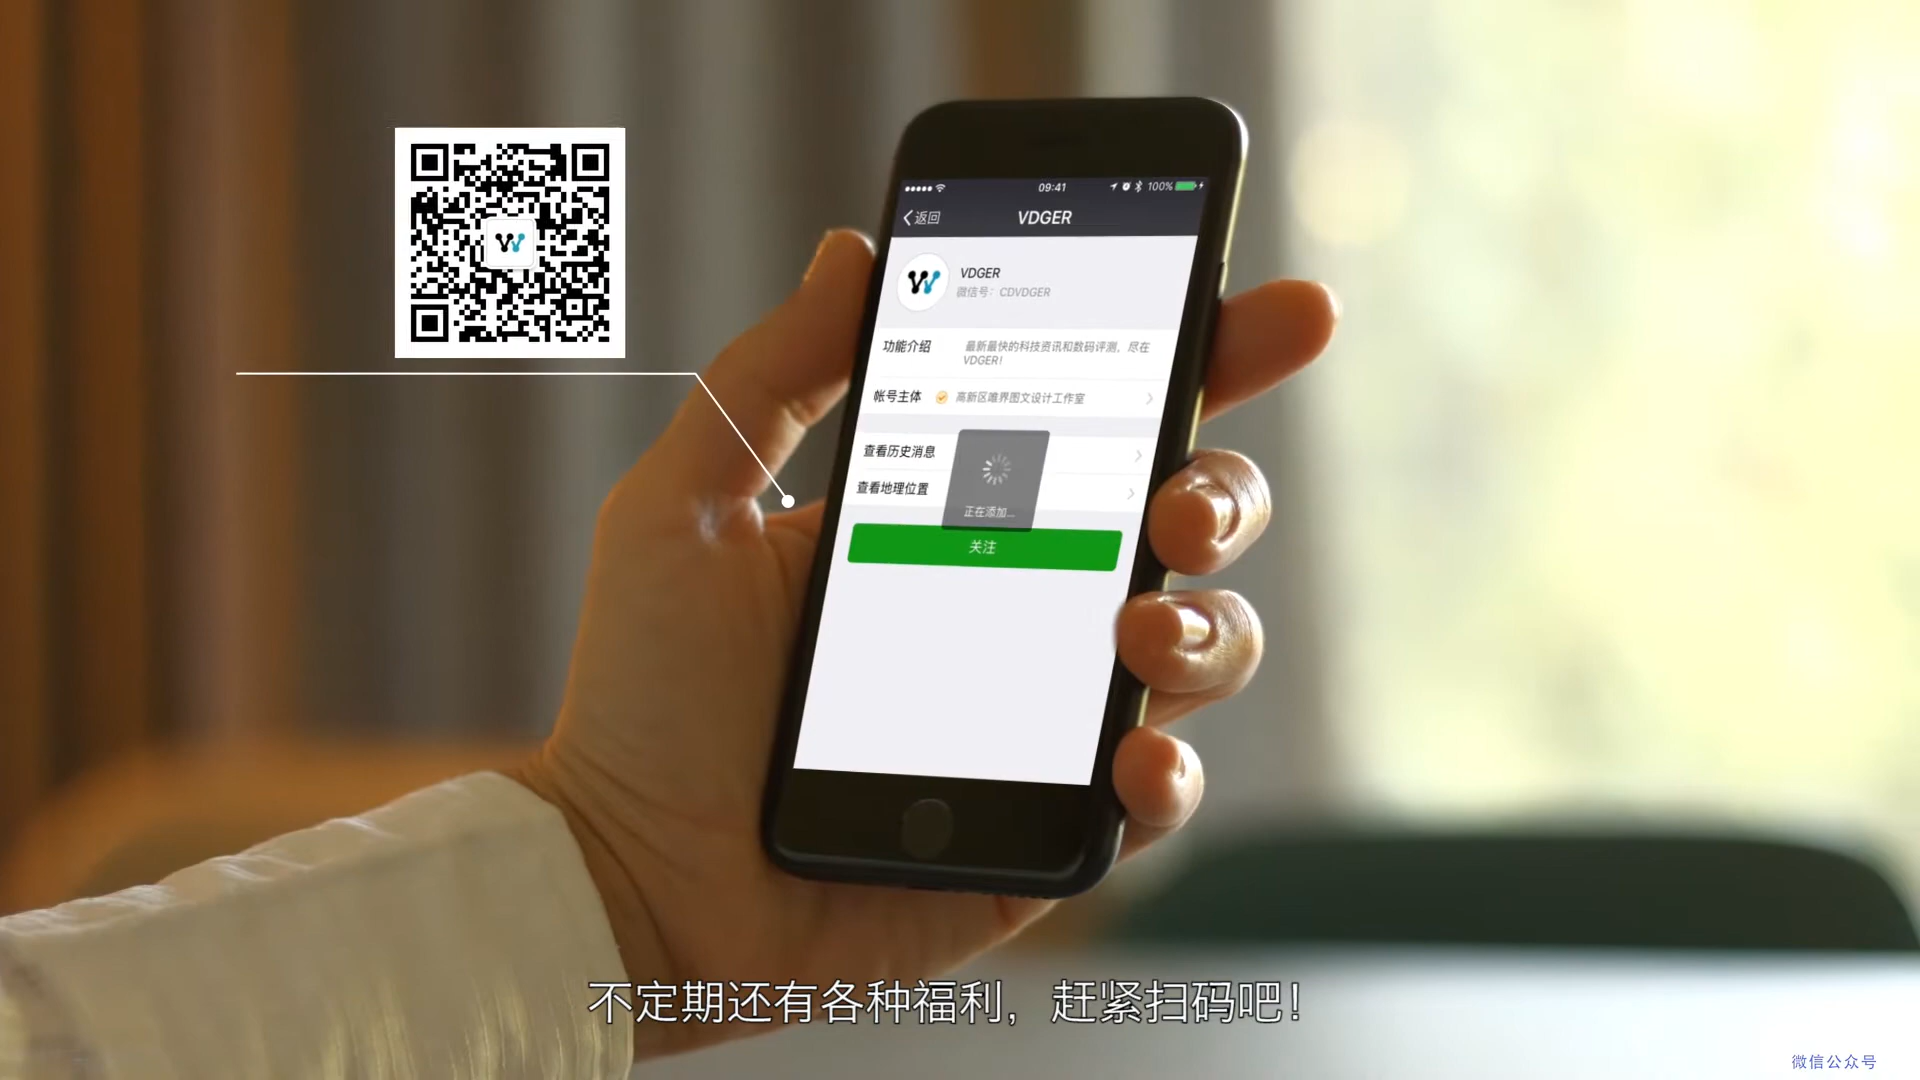 09:41
100%
返回
VDGER
VDGER
微信号：CDVDGER
功能介绍
最新最快的科技资讯和数码评测，尽在
VDGER！
帐号主体
高新区唯界图文设计工作室
查看历史消息
查看地理位置
正在添加...
关注
不定期还有各种福利，赶紧扫码吧！
微信公众号